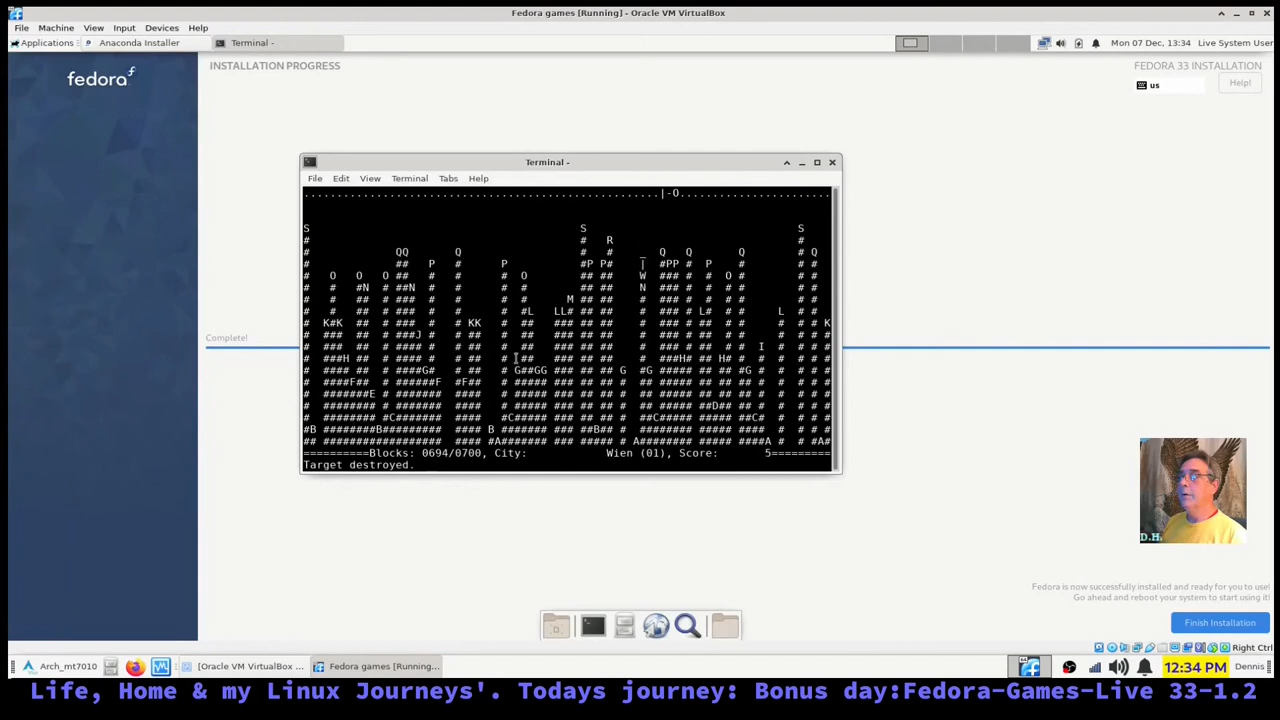 Fedora games [Running] - Oracle VM VirtualBox
File Machine View Input Devices Help
Applications Anaconda Installer Terminal - Mon 07 Dec, 13:34 Live System User
fedora INSTALLATION PROGRESS FEDORA 33 INSTALLATION
us Help!
Terminal -
File Edit View Terminal Tabs Help
==========Blocks: 0694/0700, City: Wien (01), Score: 5=========
Target destroyed.
Complete!
D.H.
Fedora is now successfully installed and ready for you to use!
Go ahead and reboot your system to start using it!
Finish Installation
Right Ctrl
Arch_mt7010 [Oracle VM VirtualBox ... Fedora games [Running... 12:34 PM Dennis
Life, Home & my Linux Journeys'. Todays journey: Bonus day:Fedora-Games-Live 33-1.2